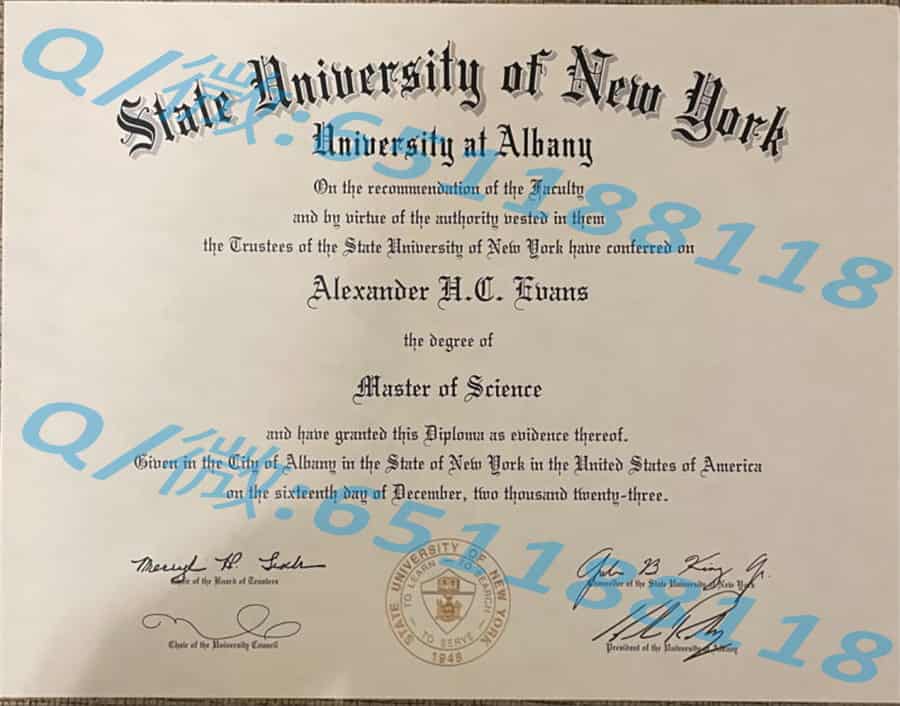 Q/微:65118118
State University of New York
University at Albany
On the recommendation of the Faculty
and by virtue of the authority vested in them
the Trustees of the State University of New York have conferred on
Alexander H.C. Evans
the degree of
Master of Science
and have granted this Diploma as evidence thereof.
Given in the City of Albany in the State of New York in the United States of America
on the sixteenth day of December, two thousand twenty-three.
Q/微:65118118
of the Board of Trustees
Chancellor of the State University of New York
Chair of the University Council
President of the University at Albany
STATE UNIVERSITY OF NEW YORK
TO LEARN - TO SEARCH - TO SERVE
1948